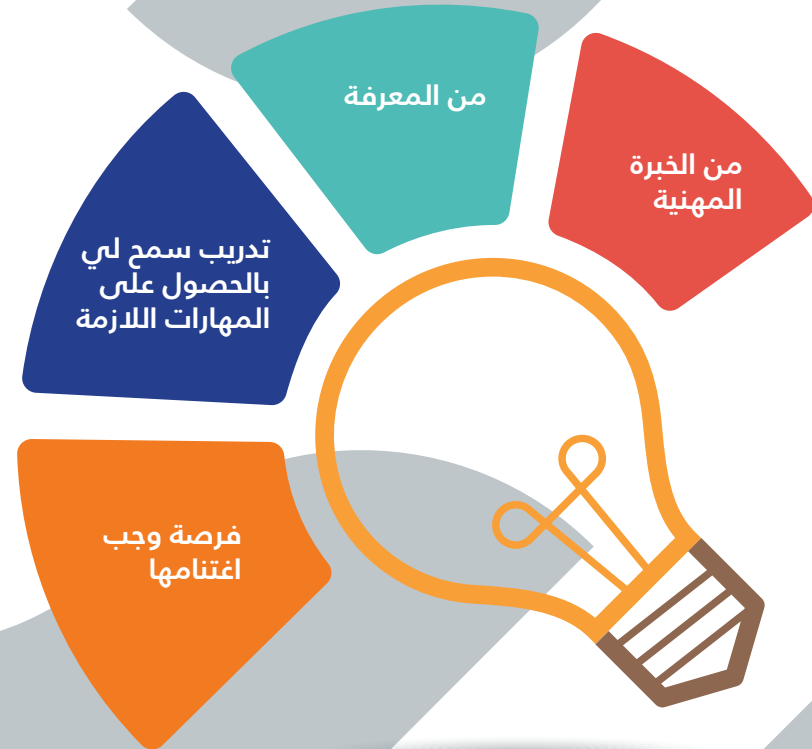 من المعرفة
من الخبرة
المهنية
تدريب سمح لي
بالحصول على
المهارات اللازمة
فرصة وجب
اغتنامها